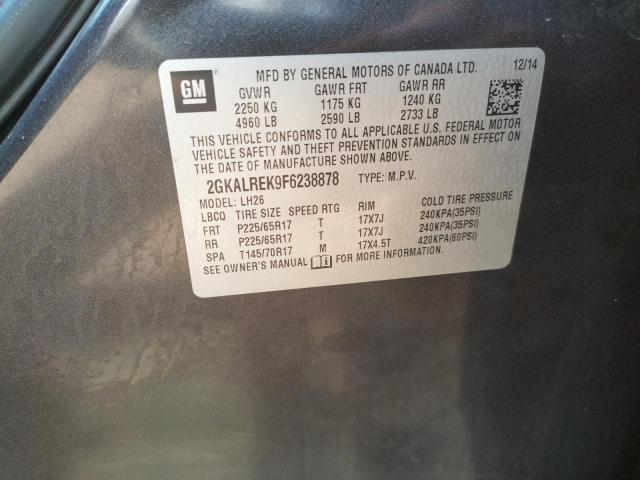 GM
MFD BY GENERAL MOTORS OF CANADA LTD. 12/14
GVWR GAWR FRT GAWR RR
2250 KG 1175 KG 1240 KG
4960 LB 2590 LB 2733 LB
THIS VEHICLE CONFORMS TO ALL APPLICABLE U.S. FEDERAL MOTOR
VEHICLE SAFETY AND THEFT PREVENTION STANDARDS IN EFFECT ON
THE DATE OF MANUFACTURE SHOWN ABOVE.
2GKALREK9F6238878 TYPE: M.P.V.
MODEL: LH26
LBCQ TIRE SIZE SPEED RTG RIM COLD TIRE PRESSURE
FRT P225/65R17 T 17X7J 240KPA(35PSI)
RR P225/65R17 T 17X7J 240KPA(35PSI)
SPA T145/70R17 M 17X4.5T 420KPA(60PSI)
SEE OWNER'S MANUAL FOR MORE INFORMATION.